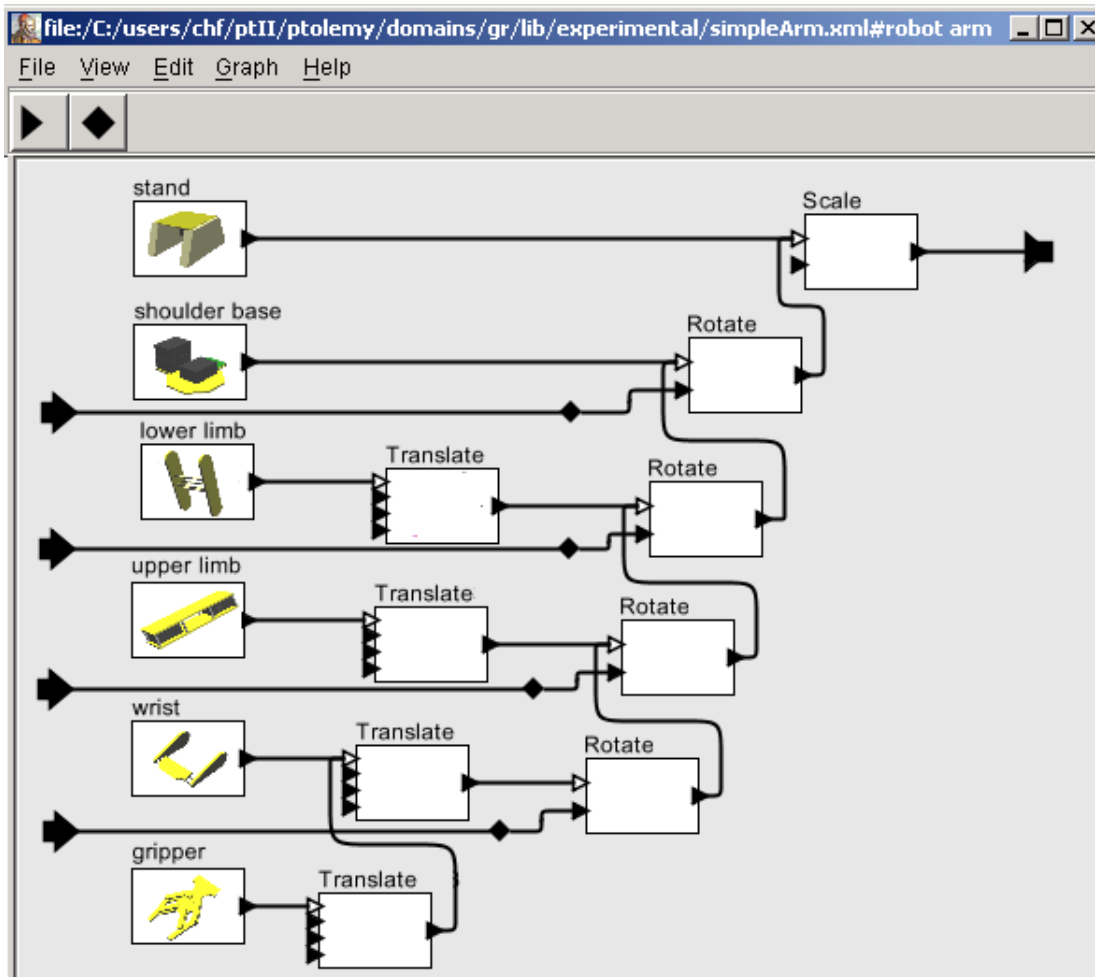 file:/C:/users/chf/ptII/ptolemy/domains/gr/lib/experimental/simpleArm.xml#robot arm
File View Edit Graph Help
stand
Scale
shoulder base
Rotate
lower limb
Translate
Rotate
upper limb
Translate
Rotate
wrist
Translate
Rotate
gripper
Translate